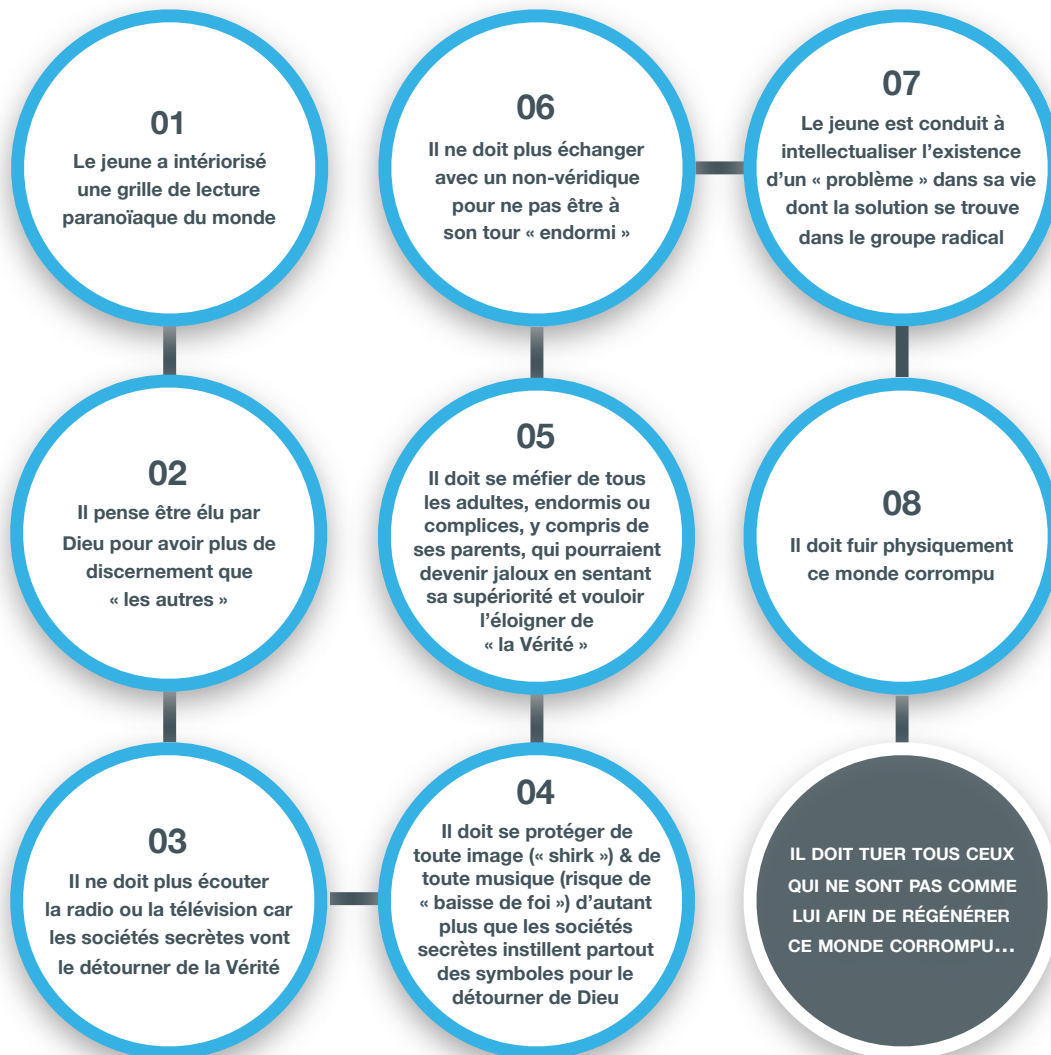 01
Le jeune a intériorisé
une grille de lecture
paranoïaque du monde
02
Il pense être élu par
Dieu pour avoir plus de
discernement que
« les autres »
03
Il ne doit plus écouter
la radio ou la télévision car
les sociétés secrètes vont
le détourner de la Vérité
04
Il doit se protéger de
toute image (« shirk ») & de
toute musique (risque de
« baisse de foi ») d’autant
plus que les sociétés
secrètes instillent partout
des symboles pour le
détourner de Dieu
05
Il doit se méfier de tous
les adultes, endormis ou
complices, y compris de
ses parents, qui pourraient
devenir jaloux en sentant
sa supériorité et vouloir
l’éloigner de
« la Vérité »
06
Il ne doit plus échanger
avec un non-véridique
pour ne pas être à
son tour « endormi »
07
Le jeune est conduit à
intellectualiser l’existence
d’un « problème » dans sa vie
dont la solution se trouve
dans le groupe radical
08
Il doit fuir physiquement
ce monde corrompu
IL DOIT TUER TOUS CEUX
QUI NE SONT PAS COMME
LUI AFIN DE RÉGÉNÉRER
CE MONDE CORROMPU...